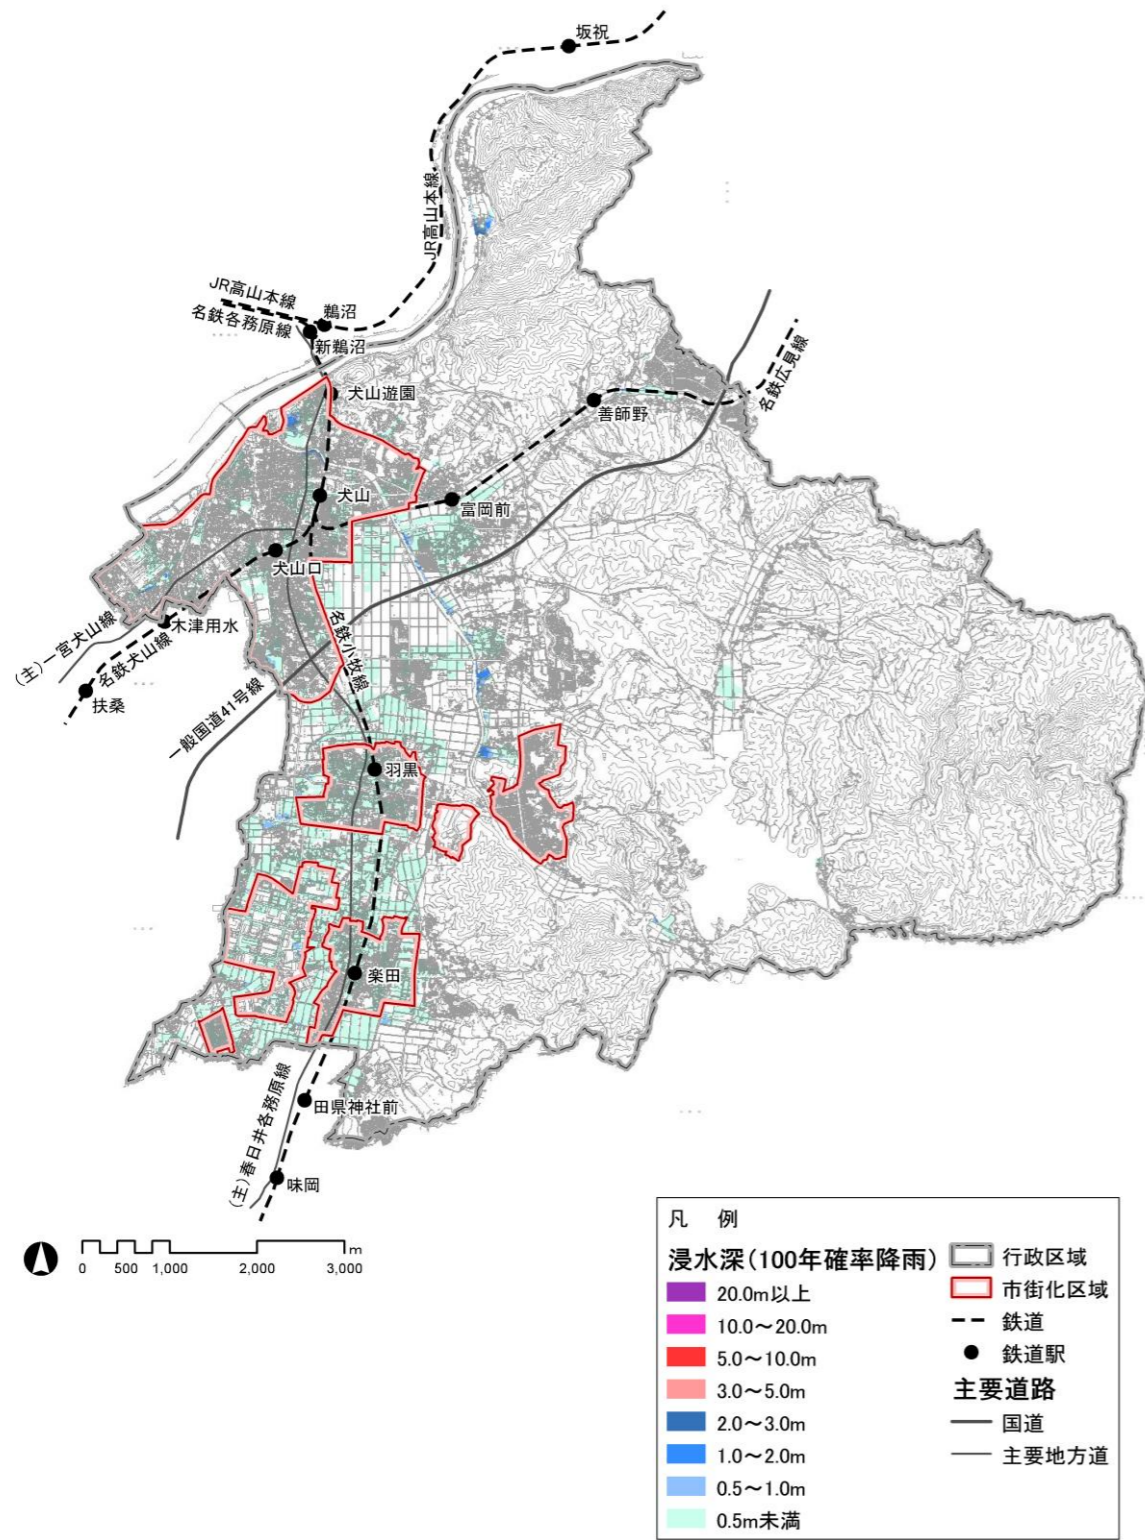 坂祝
JR高山本線
JR高山本線
名鉄各務原線
鵜沼
新鵜沼
犬山遊園
名鉄広見線
善師野
犬山
富岡前
犬山口
木津用水
(主)一宮犬山線
名鉄犬山線
扶桑
名鉄小牧線
一般国道41号線
羽黒
楽田
(主)春日井各務原線
田県神社前
味岡
0 500 1,000 2,000 3,000 m
凡 例
浸水深(100年確率降雨)
20.0m以上
10.0～20.0m
5.0～10.0m
3.0～5.0m
2.0～3.0m
1.0～2.0m
0.5～1.0m
0.5m未満
行政区域
市街化区域
鉄道
鉄道駅
主要道路
国道
主要地方道